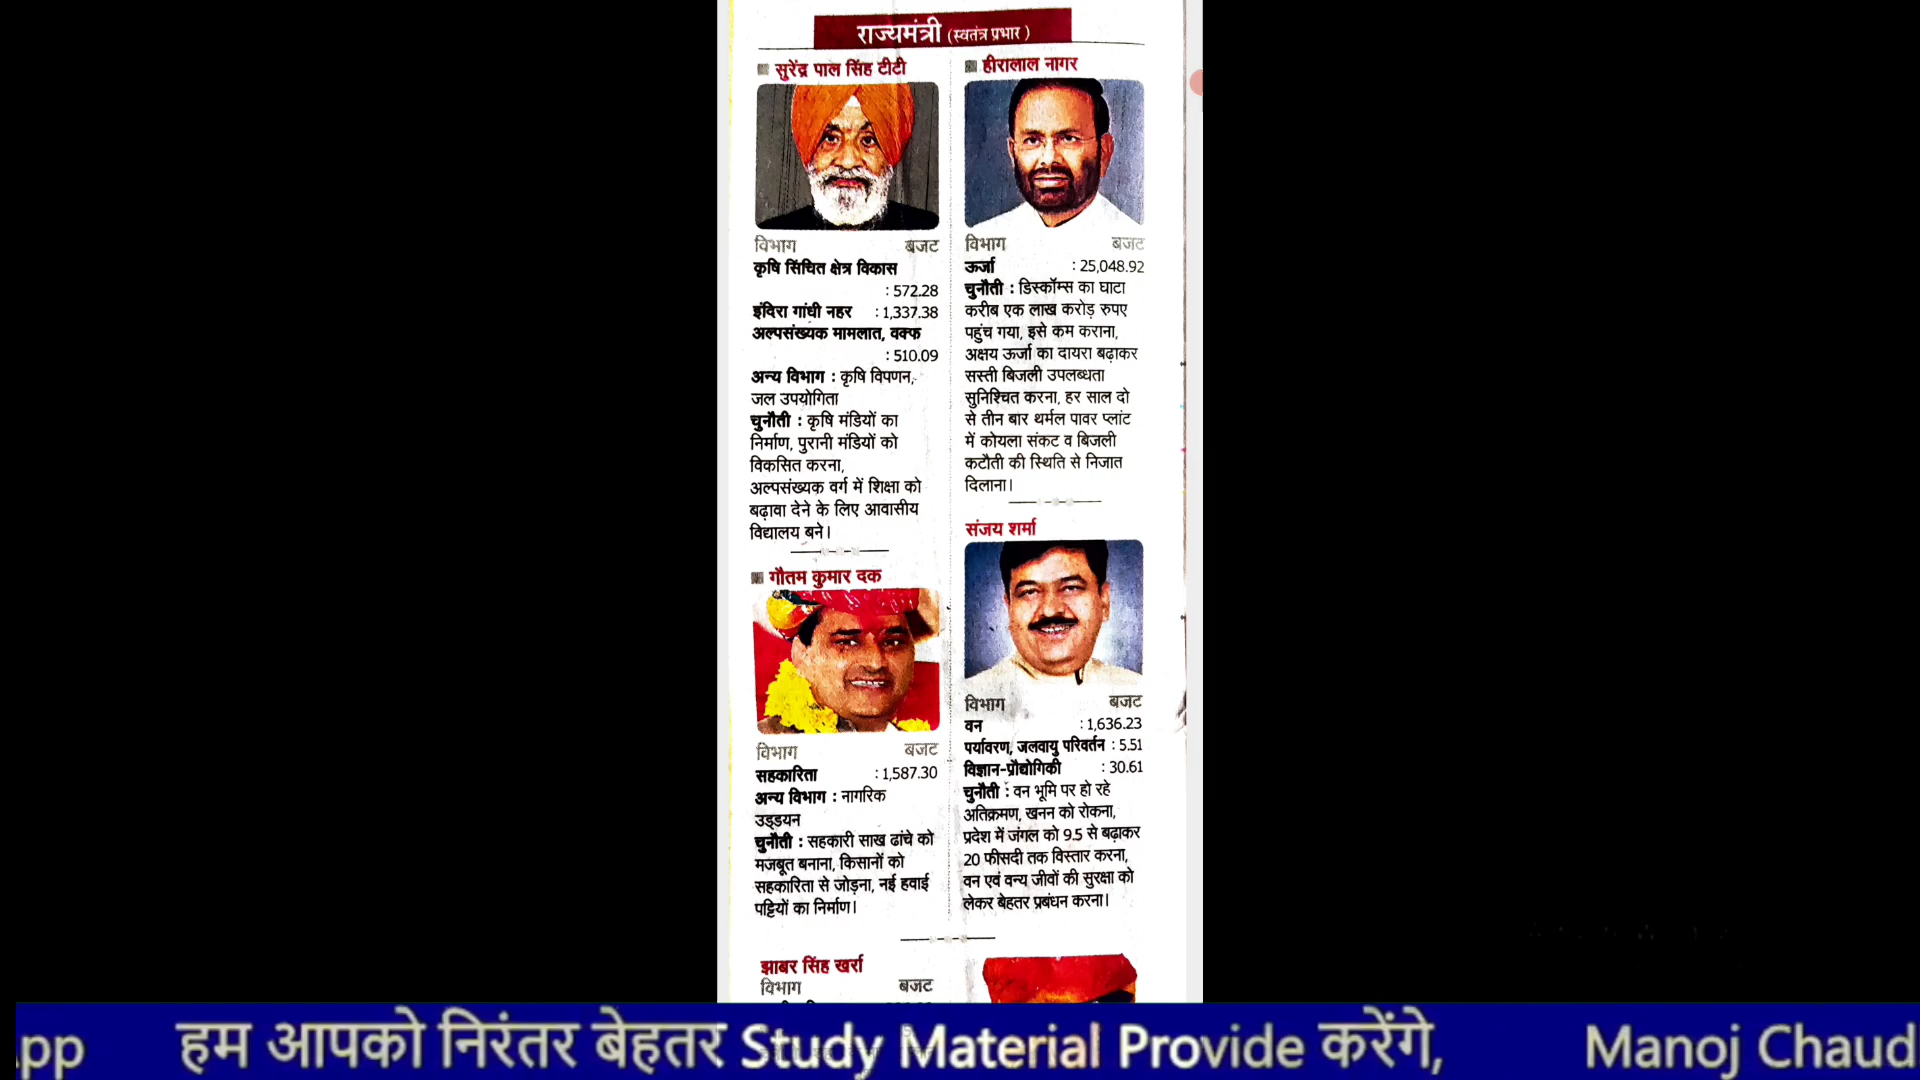 राज्यमंत्री (स्वतंत्र प्रभार )
सुरेंद्र पाल सिंह टीटी
विभाग बजट
कृषि सिंचित क्षेत्र विकास
: 572.28
इंदिरा गांधी नहर : 1,337.38
अल्पसंख्यक मामलात, वक्फ
: 510.09
अन्य विभाग : कृषि विपणन,
जल उपयोगिता
चुनौती : कृषि मंडियों का
निर्माण, पुरानी मंडियों को
विकसित करना,
अल्पसंख्यक वर्ग में शिक्षा को
बढ़ावा देने के लिए आवासीय
विद्यालय बने।
गौतम कुमार दक
विभाग बजट
सहकारिता : 1,587.30
अन्य विभाग : नागरिक
उड्डयन
चुनौती : सहकारी साख ढांचे को
मजबूत बनाना, किसानों को
सहकारिता से जोड़ना, नई हवाई
पट्टियों का निर्माण।
हीरालाल नागर
विभाग बजट
ऊर्जा : 25,048.92
चुनौती : डिस्कॉम्स का घाटा
करीब एक लाख करोड़ रुपए
पहुंच गया, इसे कम कराना,
अक्षय ऊर्जा का दायरा बढ़ाकर
सस्ती बिजली उपलब्धता
सुनिश्चित करना, हर साल दो
से तीन बार थर्मल पावर प्लांट
में कोयला संकट व बिजली
कटौती की स्थिति से निजात
दिलाना।
संजय शर्मा
विभाग बजट
वन : 1,636.23
पर्यावरण, जलवायु परिवर्तन : 5.51
विज्ञान-प्रौद्योगिकी : 30.61
चुनौती : वन भूमि पर हो रहे
अतिक्रमण, खनन को रोकना,
प्रदेश में जंगल को 9.5 से बढ़ाकर
20 फीसदी तक विस्तार करना,
वन एवं वन्य जीवों की सुरक्षा को
लेकर बेहतर प्रबंधन करना।
झाबर सिंह खर्रा
विभाग बजट
pp हम आपको निरंतर बेहतर Study Material Provide करेंगे, Manoj Chaud